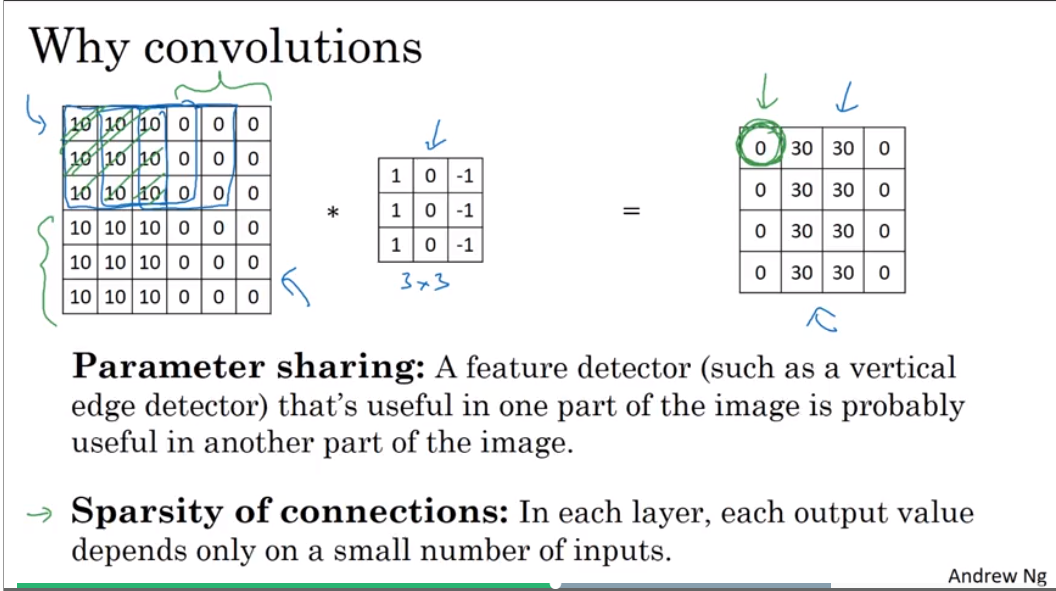 Why convolutions
10 10 10 0 0 0
10 10 10 0 0 0
10 10 10 0 0 0
10 10 10 0 0 0
10 10 10 0 0 0
10 10 10 0 0 0
*
1 0 -1
1 0 -1
1 0 -1
3×3
=
0 30 30 0
0 30 30 0
0 30 30 0
0 30 30 0
Parameter sharing: A feature detector (such as a vertical
edge detector) that’s useful in one part of the image is probably
useful in another part of the image.
→ Sparsity of connections: In each layer, each output value
depends only on a small number of inputs.
Andrew Ng